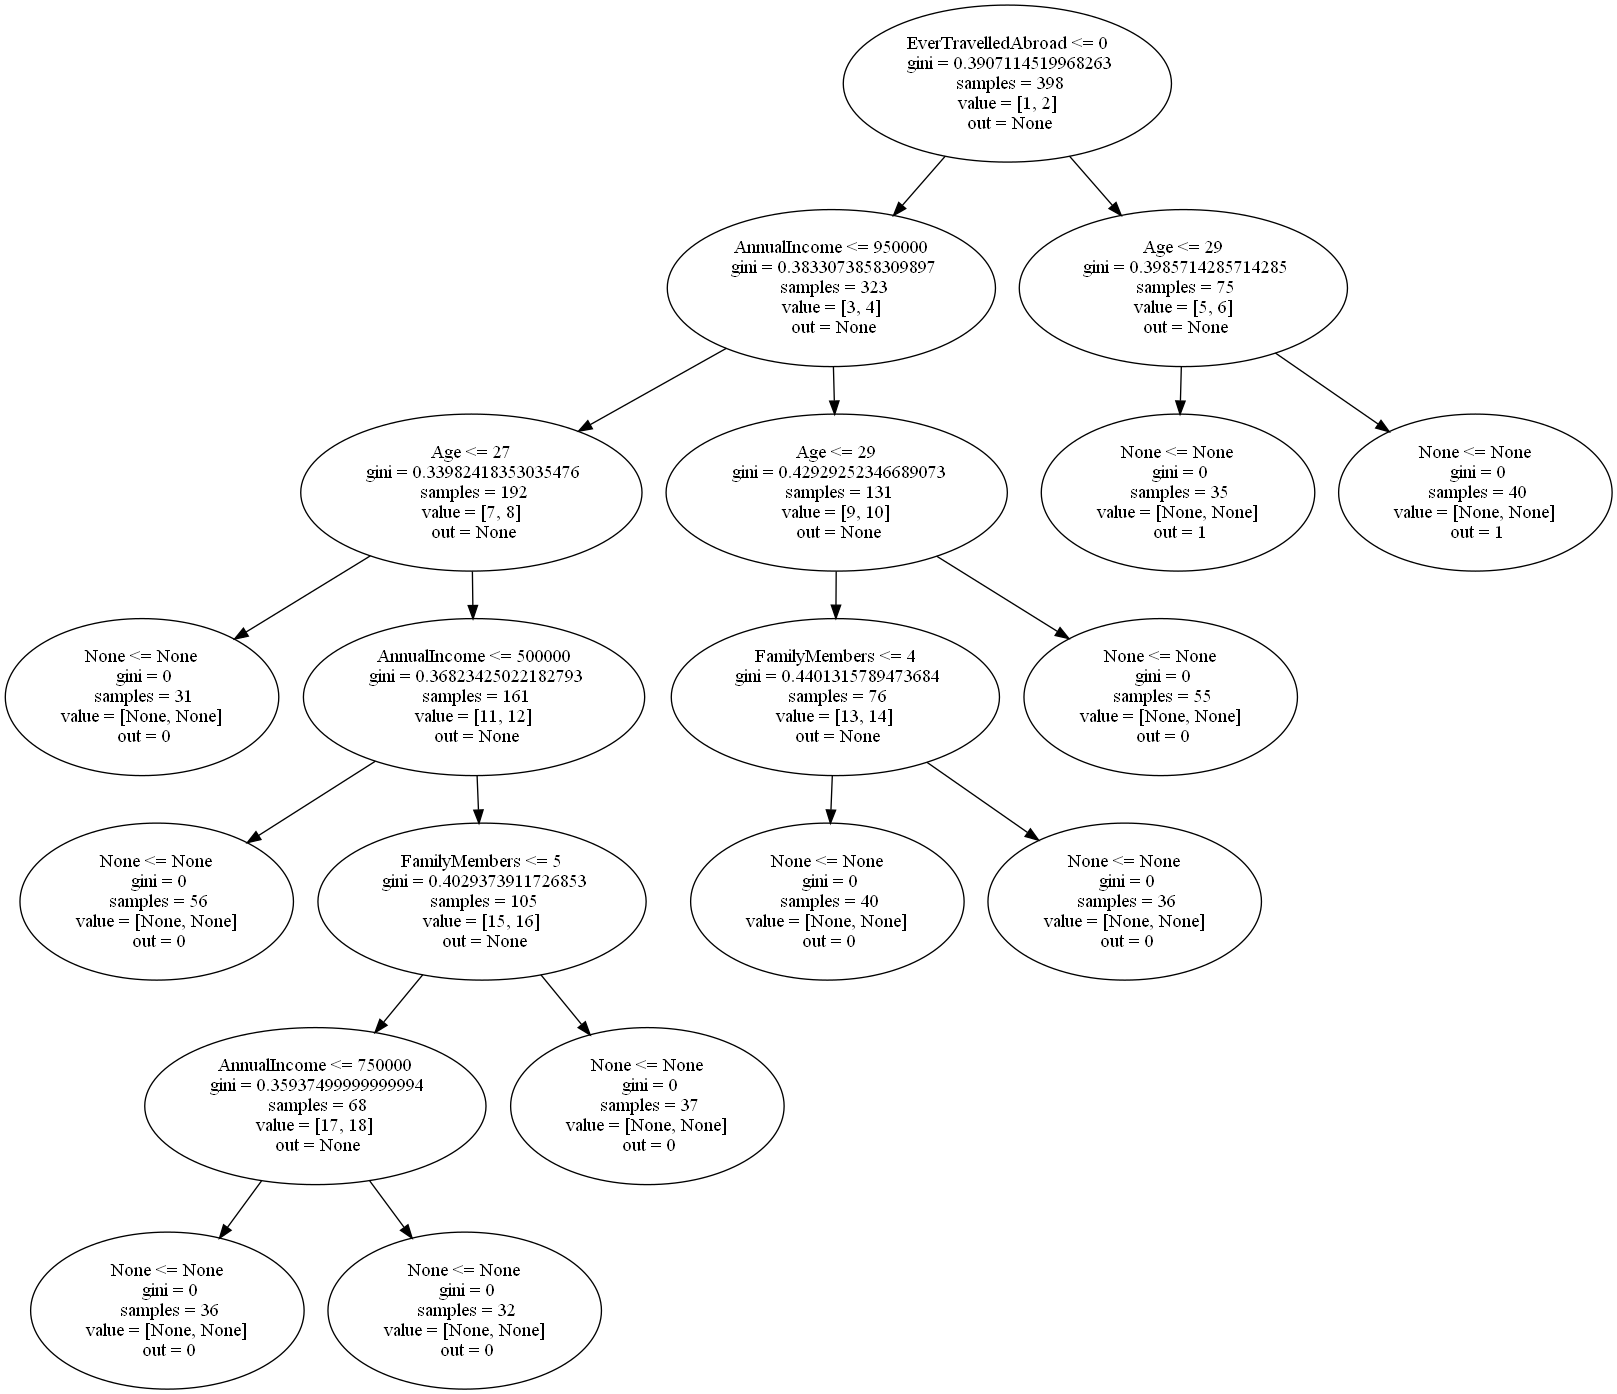 EverTravelledAbroad <= 0
gini = 0.3907114519968263
samples = 398
value = [1, 2]
out = None
AnnualIncome <= 950000
gini = 0.3833073858309897
samples = 323
value = [3, 4]
out = None
Age <= 29
gini = 0.3985714285714285
samples = 75
value = [5, 6]
out = None
Age <= 27
gini = 0.33982418353035476
samples = 192
value = [7, 8]
out = None
Age <= 29
gini = 0.42929252346689073
samples = 131
value = [9, 10]
out = None
None <= None
gini = 0
samples = 35
value = [None, None]
out = 1
None <= None
gini = 0
samples = 40
value = [None, None]
out = 1
None <= None
gini = 0
samples = 31
value = [None, None]
out = 0
AnnualIncome <= 500000
gini = 0.36823425022182793
samples = 161
value = [11, 12]
out = None
FamilyMembers <= 4
gini = 0.4401315789473684
samples = 76
value = [13, 14]
out = None
None <= None
gini = 0
samples = 55
value = [None, None]
out = 0
None <= None
gini = 0
samples = 56
value = [None, None]
out = 0
FamilyMembers <= 5
gini = 0.4029373911726853
samples = 105
value = [15, 16]
out = None
None <= None
gini = 0
samples = 40
value = [None, None]
out = 0
None <= None
gini = 0
samples = 36
value = [None, None]
out = 0
AnnualIncome <= 750000
gini = 0.35937499999999994
samples = 68
value = [17, 18]
out = None
None <= None
gini = 0
samples = 37
value = [None, None]
out = 0
None <= None
gini = 0
samples = 36
value = [None, None]
out = 0
None <= None
gini = 0
samples = 32
value = [None, None]
out = 0